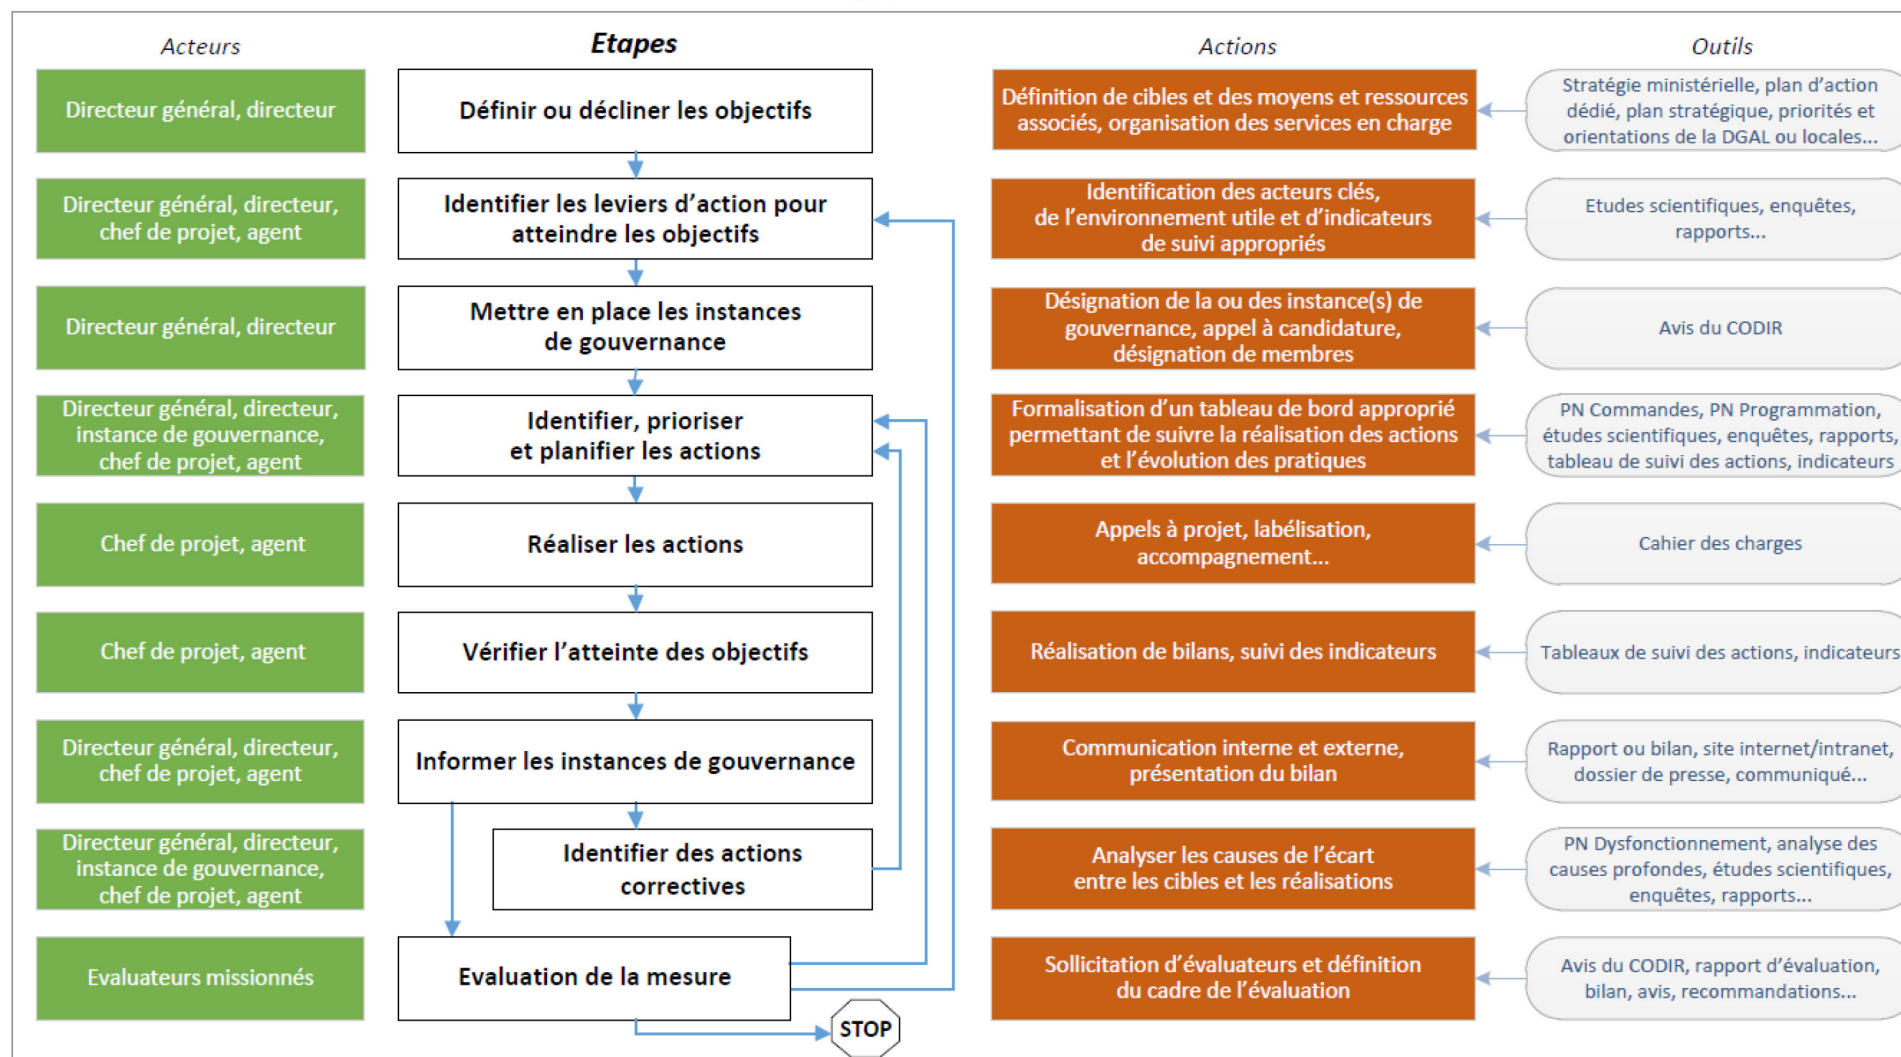 Acteurs
Etapes
Actions
Outils
Directeur général, directeur
Définir ou décliner les objectifs
Définition de cibles et des moyens et ressources
associés, organisation des services en charge
Stratégie ministérielle, plan d’action
dédié, plan stratégique, priorités et
orientations de la DGAL ou locales...
Directeur général, directeur,
chef de projet, agent
Identifier les leviers d’action pour
atteindre les objectifs
Identification des acteurs clés,
de l’environnement utile et d’indicateurs
de suivi appropriés
Etudes scientifiques, enquêtes,
rapports...
Directeur général, directeur
Mettre en place les instances
de gouvernance
Désignation de la ou des instance(s) de
gouvernance, appel à candidature,
désignation de membres
Avis du CODIR
Directeur général, directeur,
instance de gouvernance,
chef de projet, agent
Identifier, prioriser
et planifier les actions
Formalisation d’un tableau de bord approprié
permettant de suivre la réalisation des actions
et l’évolution des pratiques
PN Commandes, PN Programmation,
études scientifiques, enquêtes, rapports,
tableau de suivi des actions, indicateurs
Chef de projet, agent
Réaliser les actions
Appels à projet, labélisation,
accompagnement...
Cahier des charges
Chef de projet, agent
Vérifier l’atteinte des objectifs
Réalisation de bilans, suivi des indicateurs
Tableaux de suivi des actions, indicateurs
Directeur général, directeur,
chef de projet, agent
Informer les instances de gouvernance
Communication interne et externe,
présentation du bilan
Rapport ou bilan, site internet/intranet,
dossier de presse, communiqué...
Directeur général, directeur,
instance de gouvernance,
chef de projet, agent
Identifier des actions
correctives
Analyser les causes de l’écart
entre les cibles et les réalisations
PN Dysfonctionnement, analyse des
causes profondes, études scientifiques,
enquêtes, rapports...
Evaluateurs missionnés
Evaluation de la mesure
Sollicitation d’évaluateurs et définition
du cadre de l’évaluation
Avis du CODIR, rapport d’évaluation,
bilan, avis, recommandations...
STOP